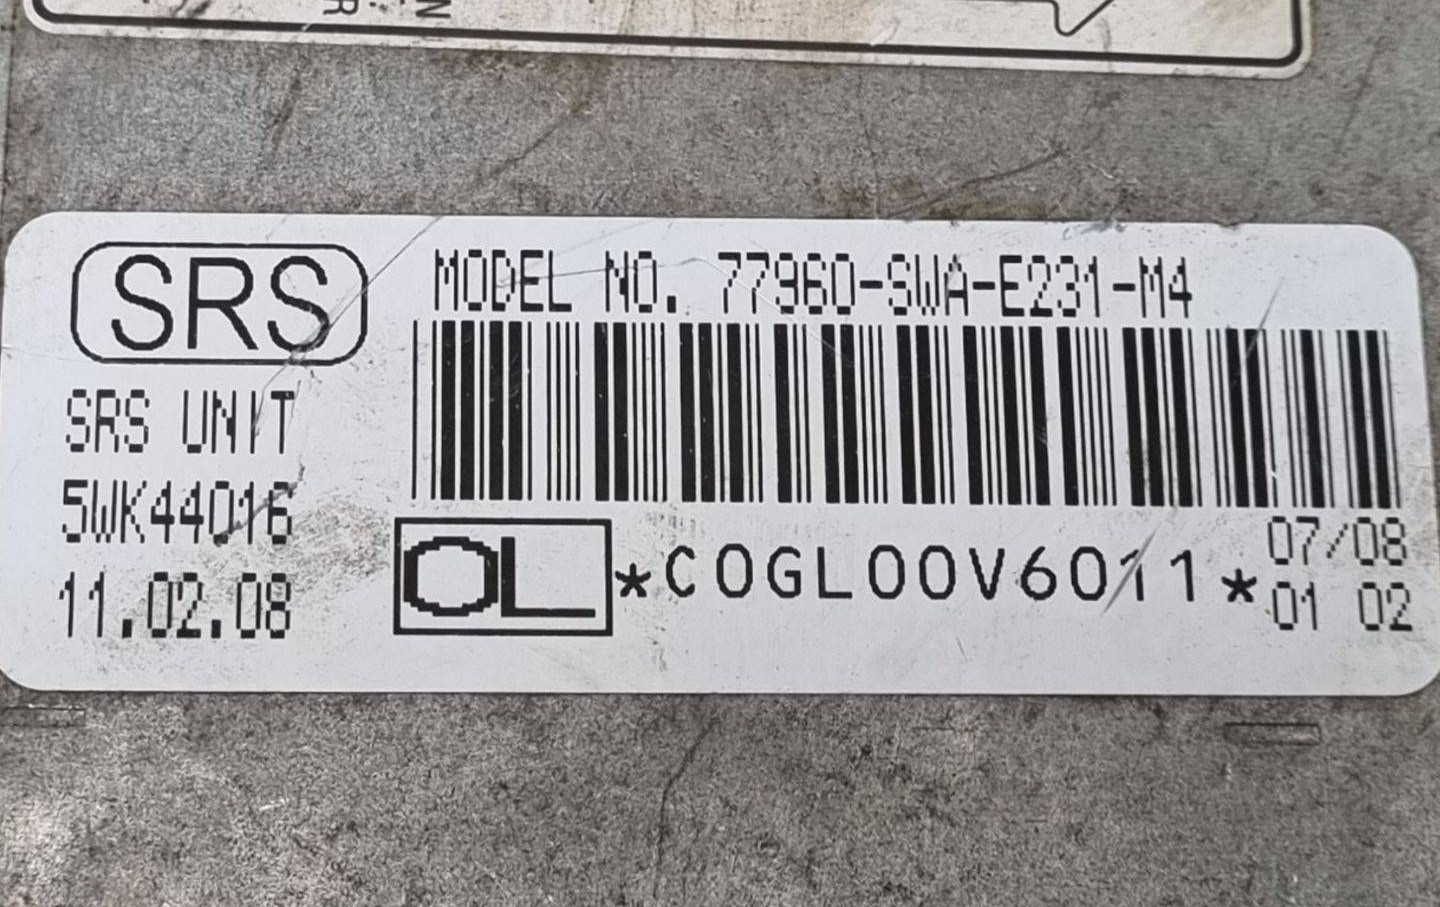 R
N
SRS
MODEL NO. 77960-SWA-E231-M4
SRS UNIT
5WK44016
11.02.08
OL *C0GL00V6011* 07/08
01 02